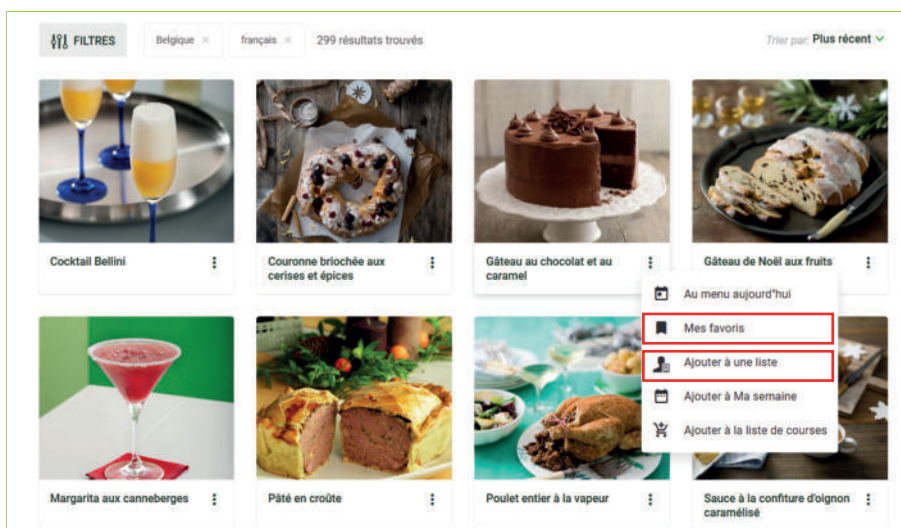 FILTRES
Belgique ×
français ×
299 résultats trouvés
Trier par: Plus récent
Cocktail Bellini
Couronne briochée aux
cerises et épices
Gâteau au chocolat et au
caramel
Gâteau de Noël aux fruits
Au menu aujourd"hui
Mes favoris
Ajouter à une liste
Ajouter à Ma semaine
Ajouter à la liste de courses
Margarita aux canneberges
Pâté en croûte
Poulet entier à la vapeur
Sauce à la confiture d'oignon
caramélisé